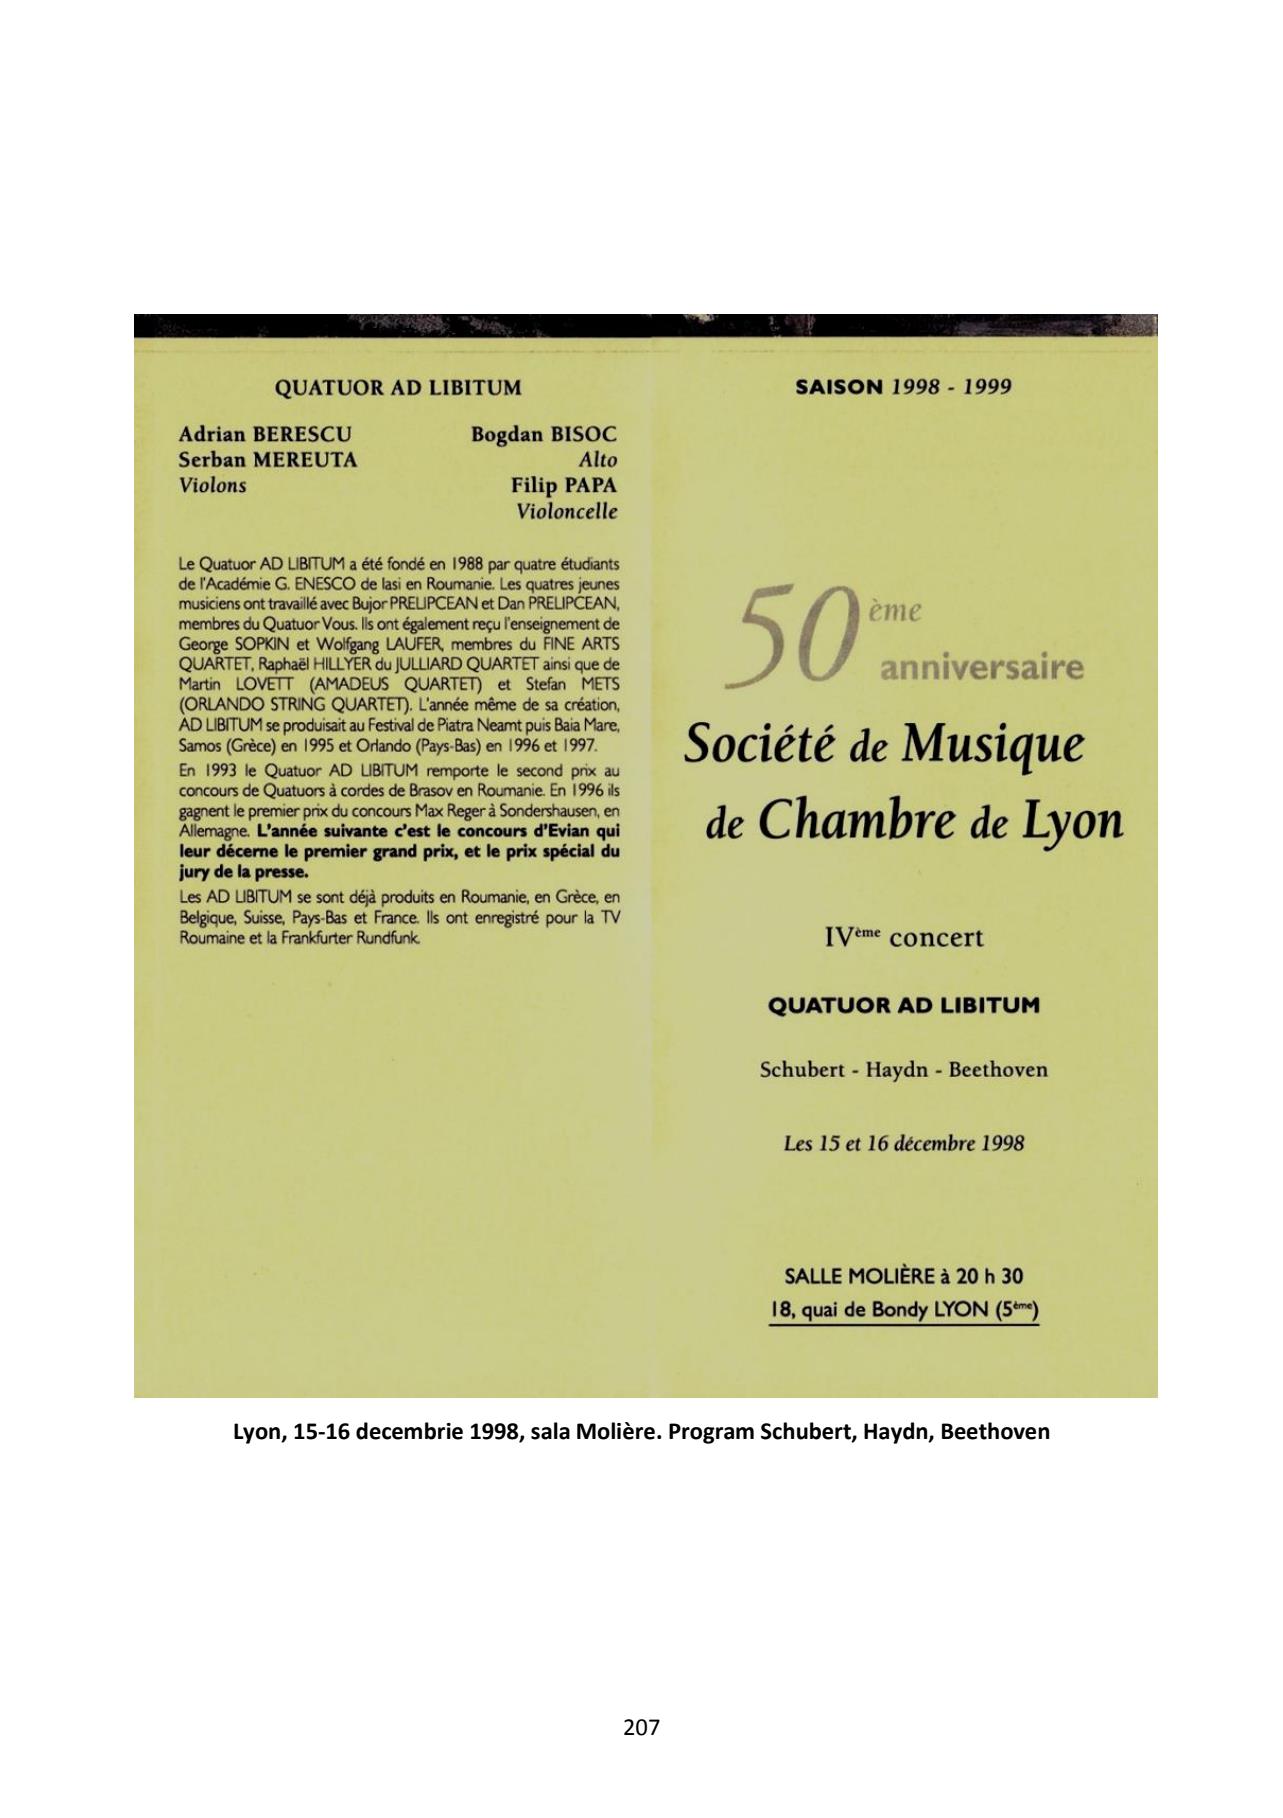 QUATUOR AD LIBITUM
Adrian BERESCU
Serban MEREUTA
Violons
Bogdan BISOC
Alto
Filip PAPA
Violoncelle
Le Quatuor AD LIBITUM a été fondé en 1988 par quatre étudiants
de l'Académie G. ENESCO de Iasi en Roumanie. Les quatres jeunes
musiciens ont travaillé avec Bujor PRELIPCEAN et Dan PRELIPCEAN,
membres du Quatuor Vous. Ils ont également reçu l'enseignement de
George SOPKIN et Wolfgang LAUFER, membres du FINE ARTS
QUARTET, Raphaël HILLYER du JULLIARD QUARTET ainsi que de
Martin LOVETT (AMADEUS QUARTET) et Stefan METS
(ORLANDO STRING QUARTET). L'année même de sa création,
AD LIBITUM se produisait au Festival de Piatra Neamt puis Baia Mare,
Samos (Grèce) en 1995 et Orlando (Pays-Bas) en 1996 et 1997.
En 1993 le Quatuor AD LIBITUM remporte le second prix au
concours de Quatuors à cordes de Brasov en Roumanie. En 1996 ils
gagnent le premier prix du concours Max Reger à Sondershausen, en
Allemagne. L'année suivante c'est le concours d'Evian qui
leur décerne le premier grand prix, et le prix spécial du
jury de la presse.
Les AD LIBITUM se sont déjà produits en Roumanie, en Grèce, en
Belgique, Suisse, Pays-Bas et France. Ils ont enregistré pour la TV
Roumaine et la Frankfurter Rundfunk.
SAISON 1998 - 1999
50ème
anniversaire
Société de Musique
de Chambre de Lyon
IVème concert
QUATUOR AD LIBITUM
Schubert - Haydn - Beethoven
Les 15 et 16 décembre 1998
SALLE MOLIÈRE à 20 h 30
18, quai de Bondy LYON (5ème)
Lyon, 15-16 decembrie 1998, sala Molière. Program Schubert, Haydn, Beethoven
207